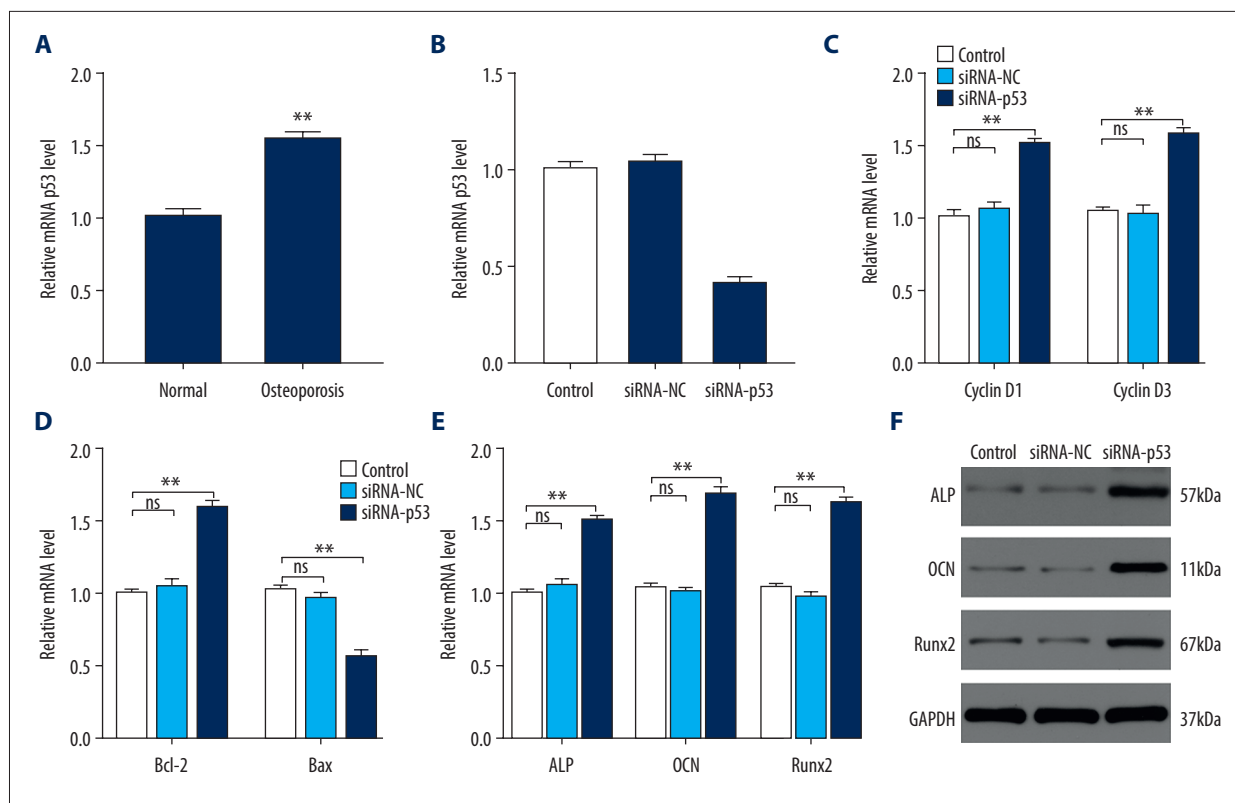 A
Relative mRNA p53 level
2.0
1.5
1.0
0.5
0.0
**
Normal Osteoporosis
B
Relative mRNA p53 level
1.5
1.0
0.5
0.0
Control siRNA-NC siRNA-p53
C
Control
siRNA-NC
siRNA-p53
Relative mRNA level
2.0
1.5
1.0
0.5
0.0
** **
ns ns
Cyclin D1 Cyclin D3
D
Control
siRNA-NC
siRNA-p53
Relative mRNA level
2.0
1.5
1.0
0.5
0.0
** **
ns ns
Bcl-2 Bax
E
Relative mRNA level
2.0
1.5
1.0
0.5
0.0
** ** **
ns ns ns
ALP OCN Runx2
F
Control siRNA-NC siRNA-p53
ALP 57kDa
OCN 11kDa
Runx2 67kDa
GAPDH 37kDa